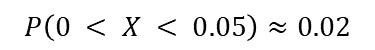 P(0 < X < 0.05) ≈ 0.02